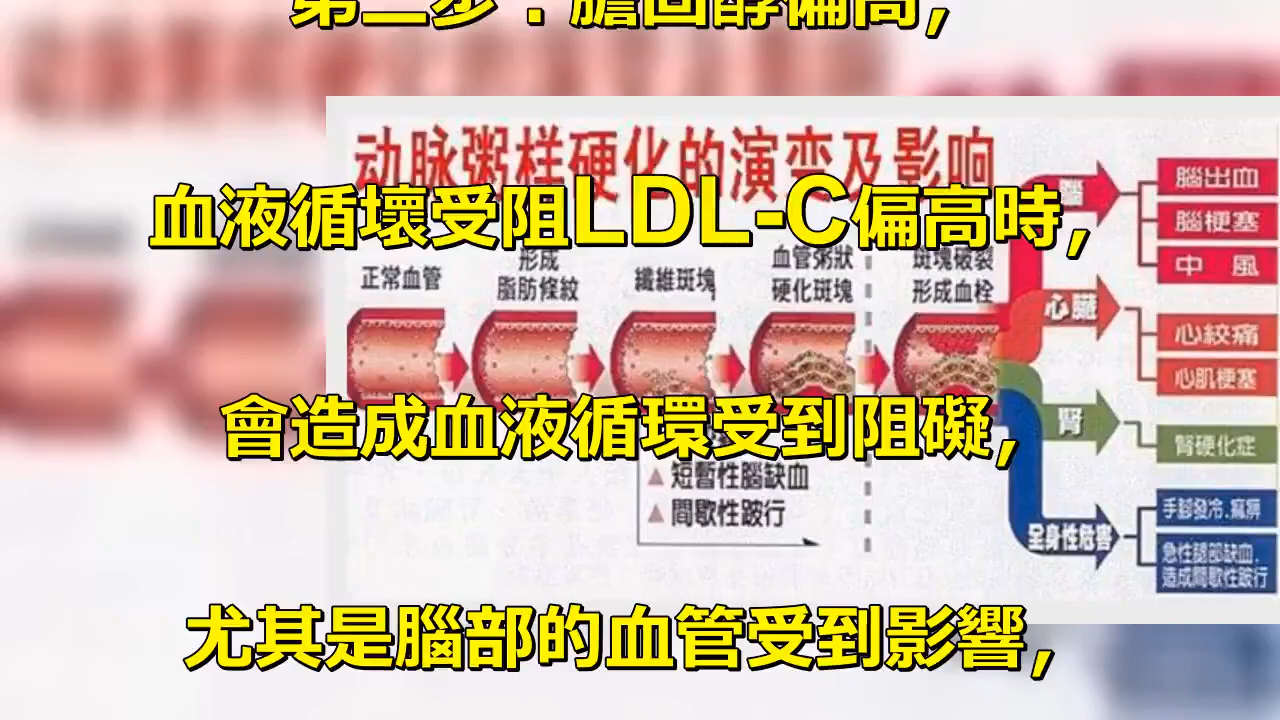 膽固醇偏高,
动脉粥样硬化的演变及影响
血液循壞受阻LDL-C偏高時,
正常血管
形成
脂肪條紋
纖維斑塊
血管粥狀
硬化斑塊
斑塊破裂
形成血栓
腦出血
腦梗塞
中 風
心臟
心絞痛
心肌梗塞
會造成血液循環受到阻礙,
腎
腎硬化症
▲短暫性腦缺血
▲間歇性跛行
全身性危害
手腳發冷.痲痹
急性腿部缺血.
造成間歇性跛行
尤其是腦部的血管受到影響,